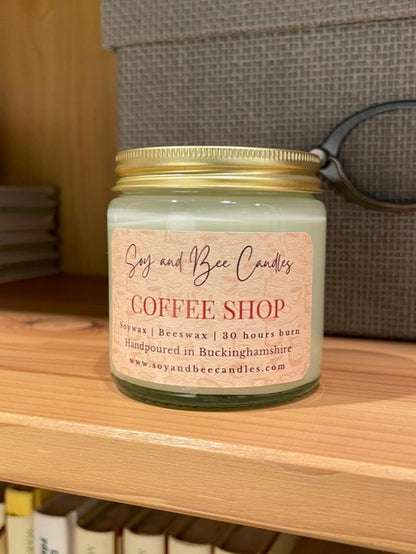 Soy and Bee Candles
COFFEE SHOP
Soywax | Beeswax | 30 hours burn
Handpoured in Buckinghamshire
www.soyandbeecandles.com